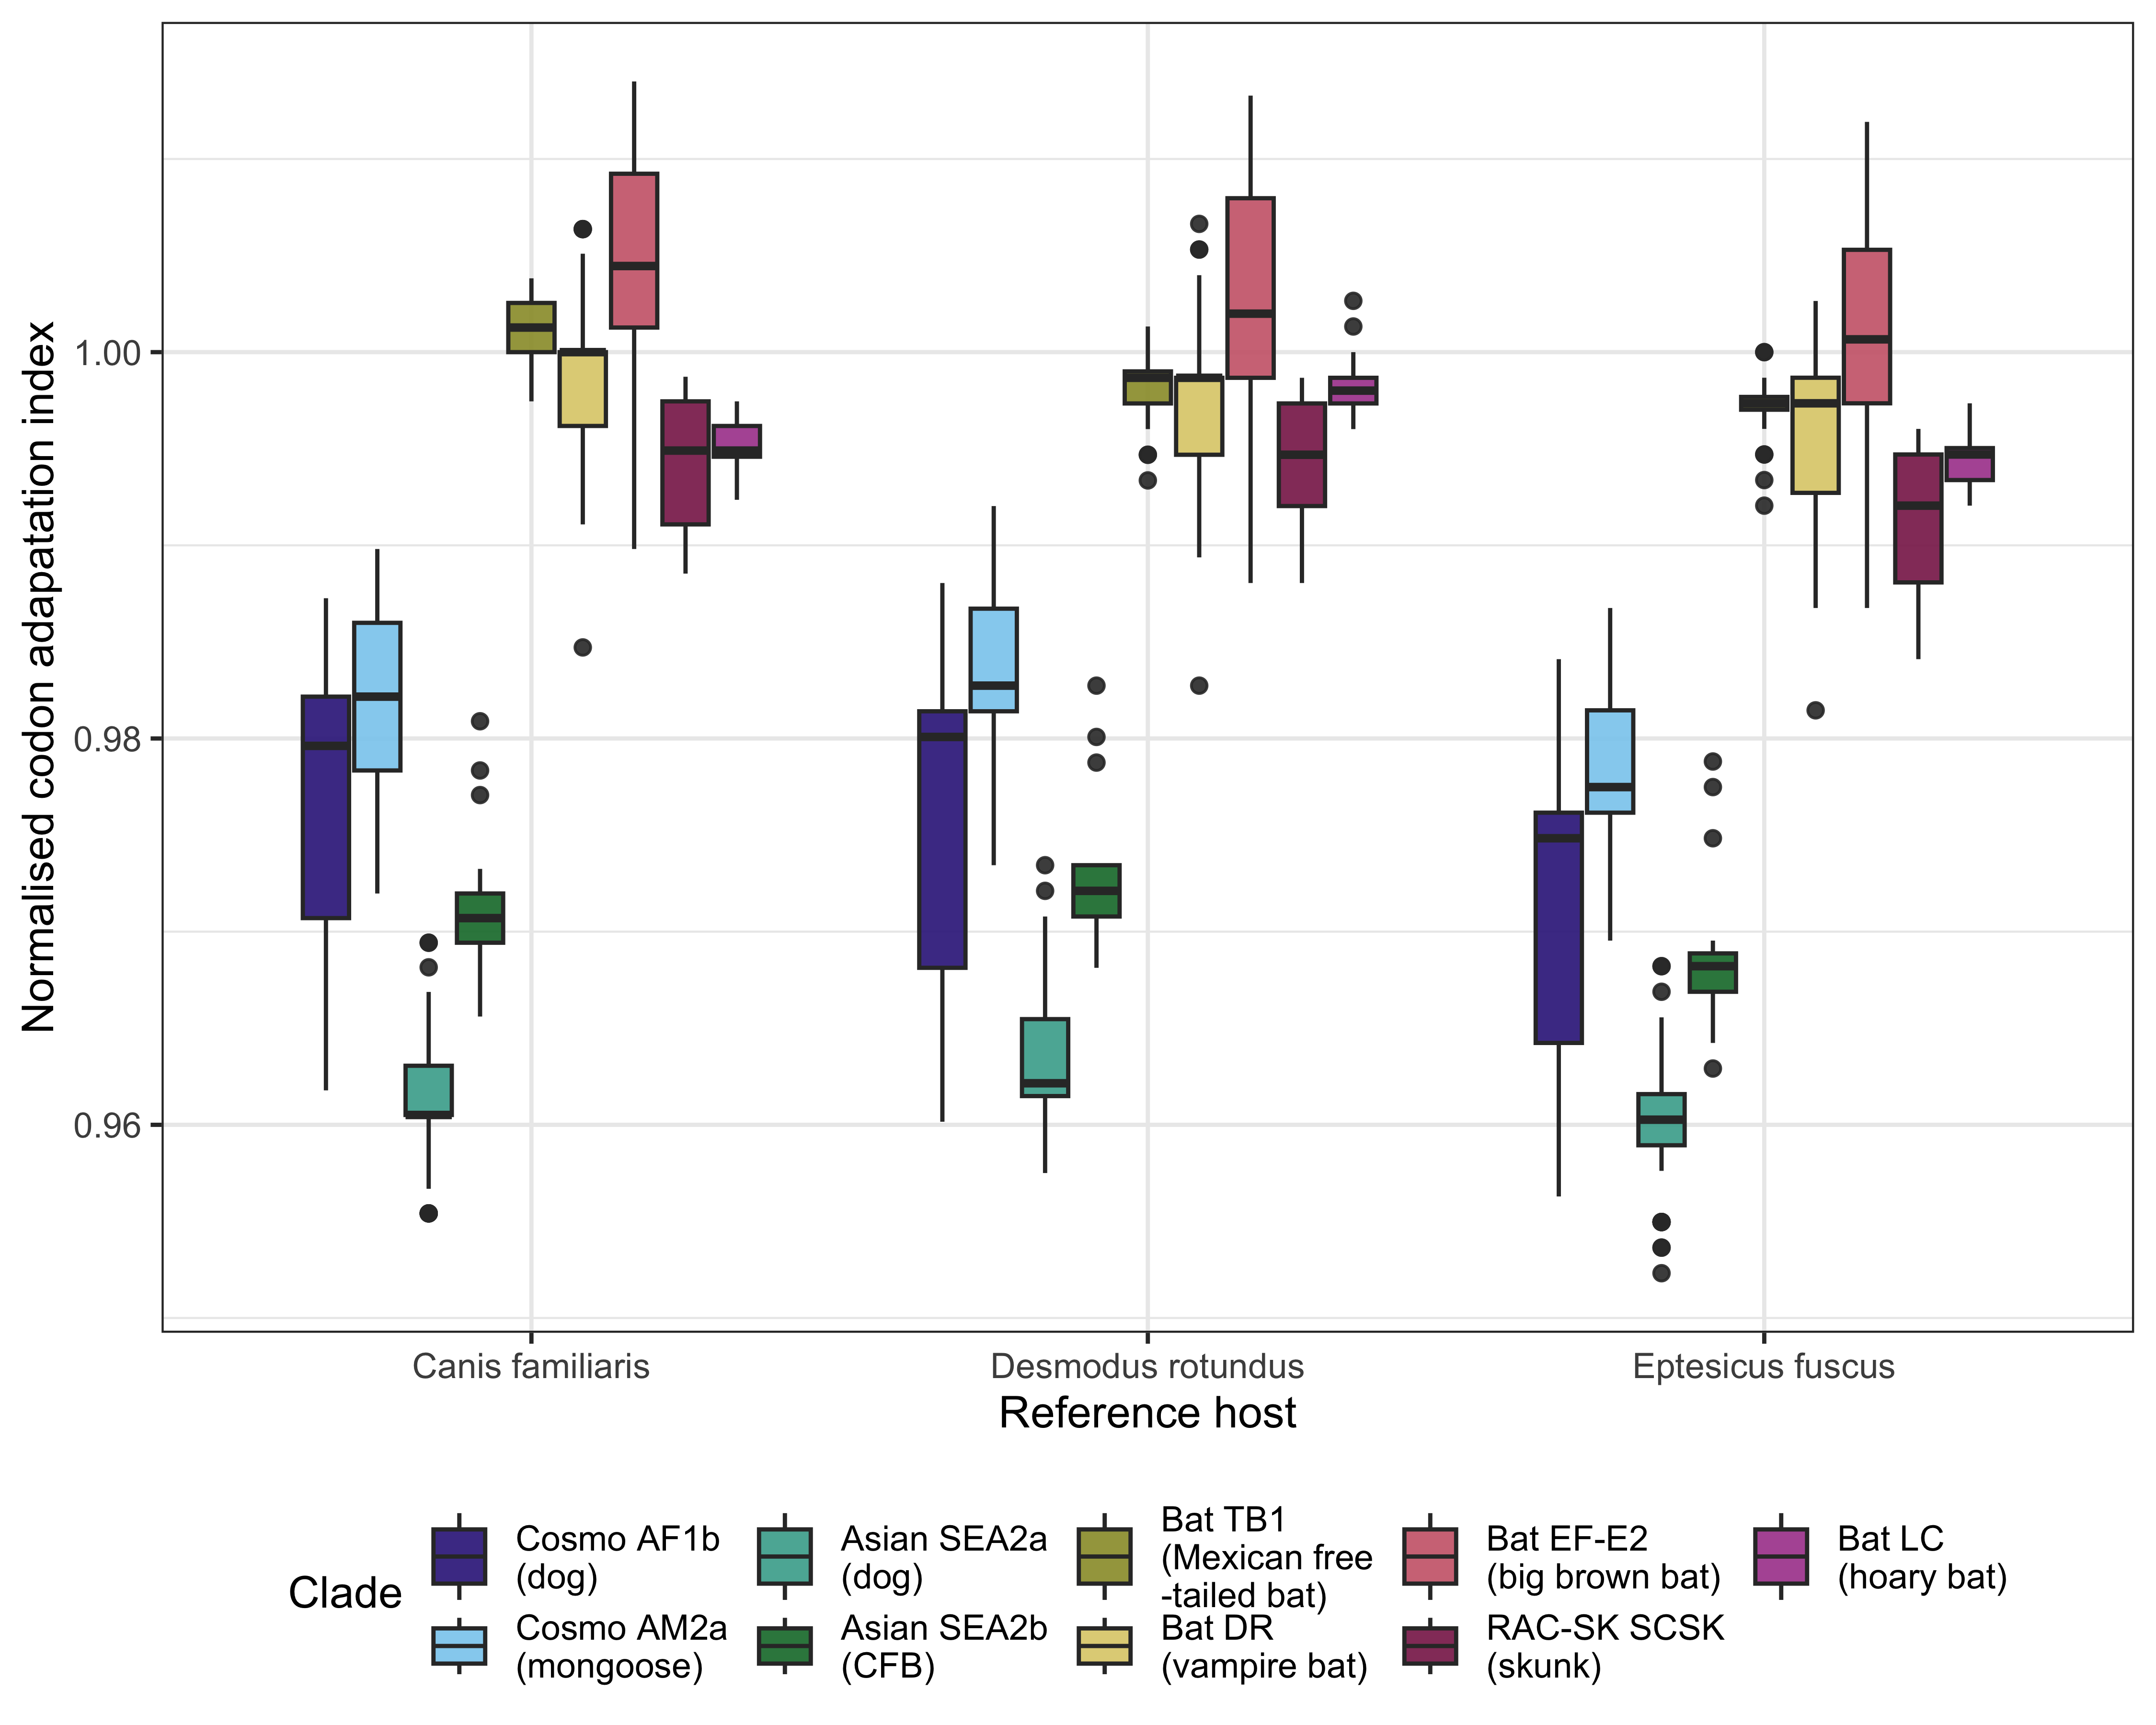 Normalised codon adapatation index
1.00
0.98
0.96
Canis familiaris
Desmodus rotundus
Eptesicus fuscus
Reference host
Clade
Cosmo AF1b
(dog)
Cosmo AM2a
(mongoose)
Asian SEA2a
(dog)
Asian SEA2b
(CFB)
Bat TB1
(Mexican free
-tailed bat)
Bat DR
(vampire bat)
Bat EF-E2
(big brown bat)
RAC-SK SCSK
(skunk)
Bat LC
(hoary bat)